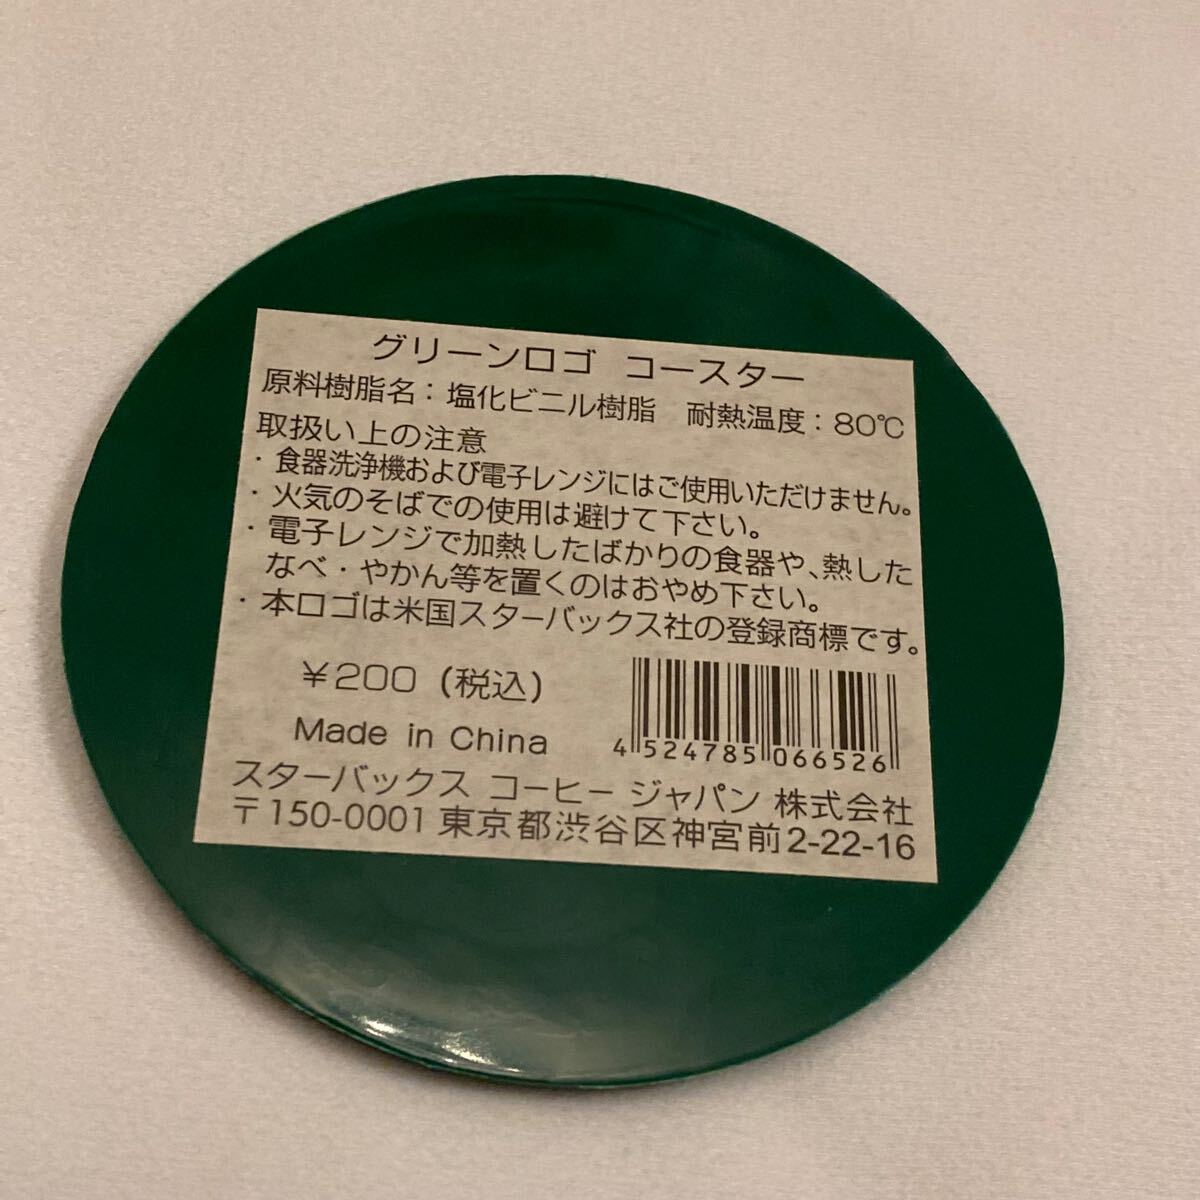 グリーンロゴ コースター
原料樹脂名：塩化ビニル樹脂　耐熱温度：80℃
取扱い上の注意
・食器洗浄機および電子レンジにはご使用いただけません。
・火気のそばでの使用は避けて下さい。
・電子レンジで加熱したばかりの食器や、熱した
なべ・やかん等を置くのはおやめ下さい。
・本ロゴは米国スターバックス社の登録商標です。
￥200（税込）
Made in China
4 524785 066526
スターバックス コーヒー ジャパン 株式会社
〒150-0001 東京都渋谷区神宮前2-22-16